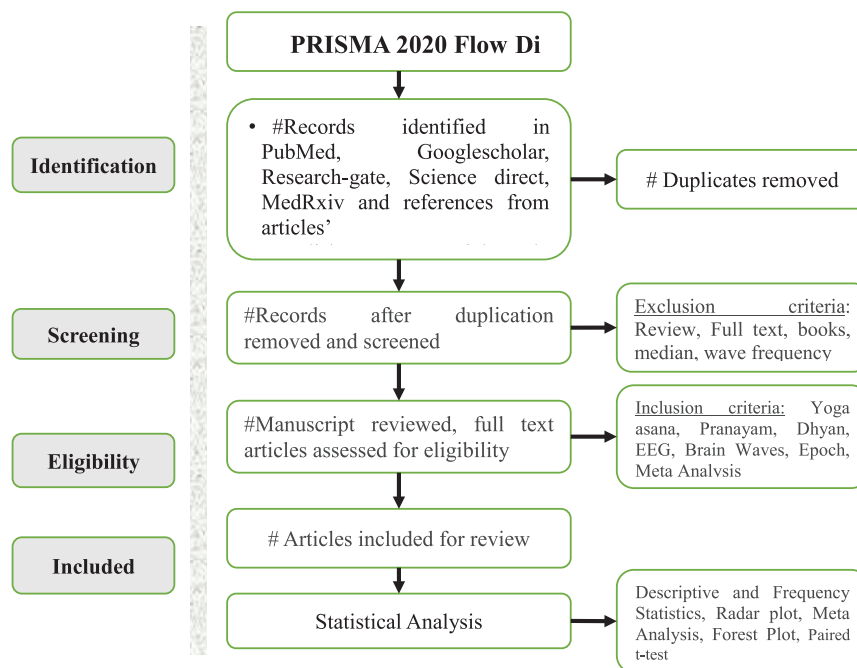 PRISMA 2020 Flow Di
Identification
• #Records identified in
PubMed, Googlescholar,
Research-gate, Science direct,
MedRxiv and references from
articles'
# Duplicates removed
Screening
#Records after duplication
removed and screened
Exclusion criteria:
Review, Full text, books,
median, wave frequency
Eligibility
#Manuscript reviewed, full text
articles assessed for eligibility
Inclusion criteria: Yoga
asana, Pranayam, Dhyan,
EEG, Brain Waves, Epoch,
Meta Analysis
Included
# Articles included for review
Statistical Analysis
Descriptive and Frequency
Statistics, Radar plot, Meta
Analysis, Forest Plot, Paired
t-test